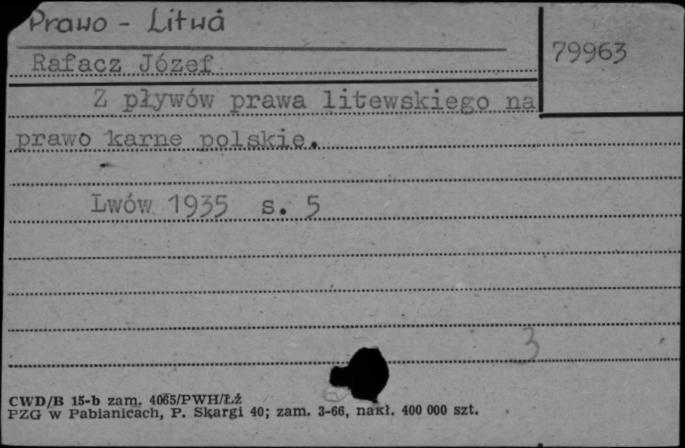 Prawo - Litwa
79963
Rafacz Józef
Z pływów prawa litewskiego na
prawo karne polskie.
Lwów 1935 s. 5
3
CWD/B 15-b zam. 4065/PWH/Łź
PZG w Pabianicach, P. Skargi 40; zam. 3-66, nakł. 400 000 szt.